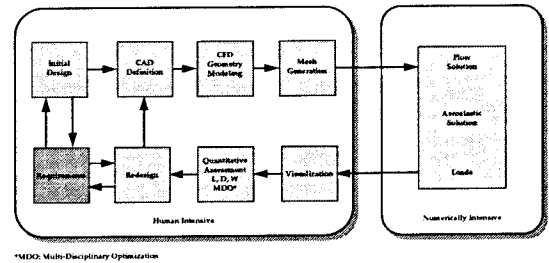 Initial
Design
CAD
Definition
CFD
Geometry
Modeling
Mesh
Generation
Flow
Solution
Aeroelastic
Solution
Loads
Requirements
Redesign
Quantitative
Assessment
L, D, W
MDO*
Visualization
Human Intensive
Numerically Intensive
*MDO: Multi-Disciplinary Optimization